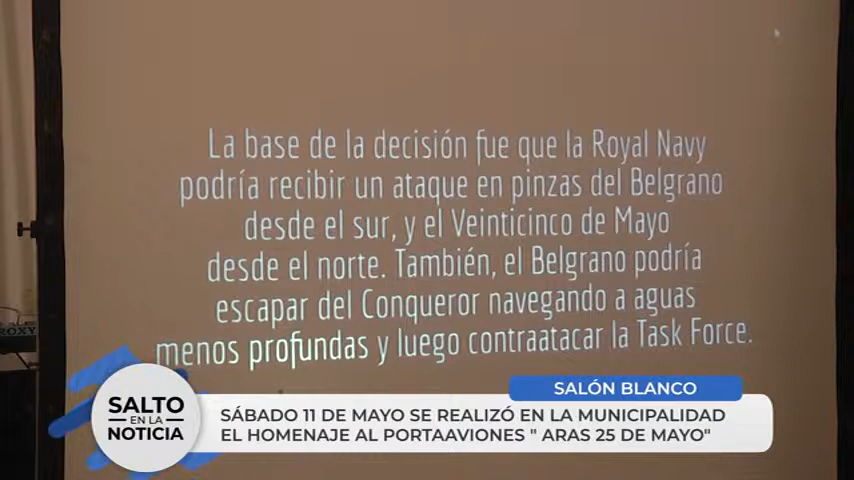 La base de la decisión fue que la Royal Navy
podría recibir un ataque en pinzas del Belgrano
desde el sur, y el Veinticinco de Mayo
desde el norte. También, el Belgrano podría
escapar del Conqueror navegando a aguas
menos profundas y luego contraatacar la Task Force.
ROXY
SALÓN BLANCO
SALTO
EN LA
NOTICIA
SÁBADO 11 DE MAYO SE REALIZÓ EN LA MUNICIPALIDAD
EL HOMENAJE AL PORTAAVIONES " ARAS 25 DE MAYO"